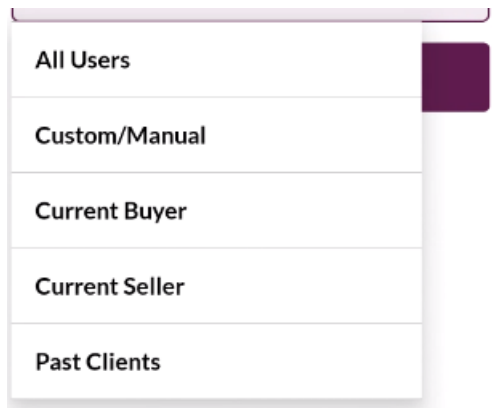 All Users
Custom/Manual
Current Buyer
Current Seller
Past Clients